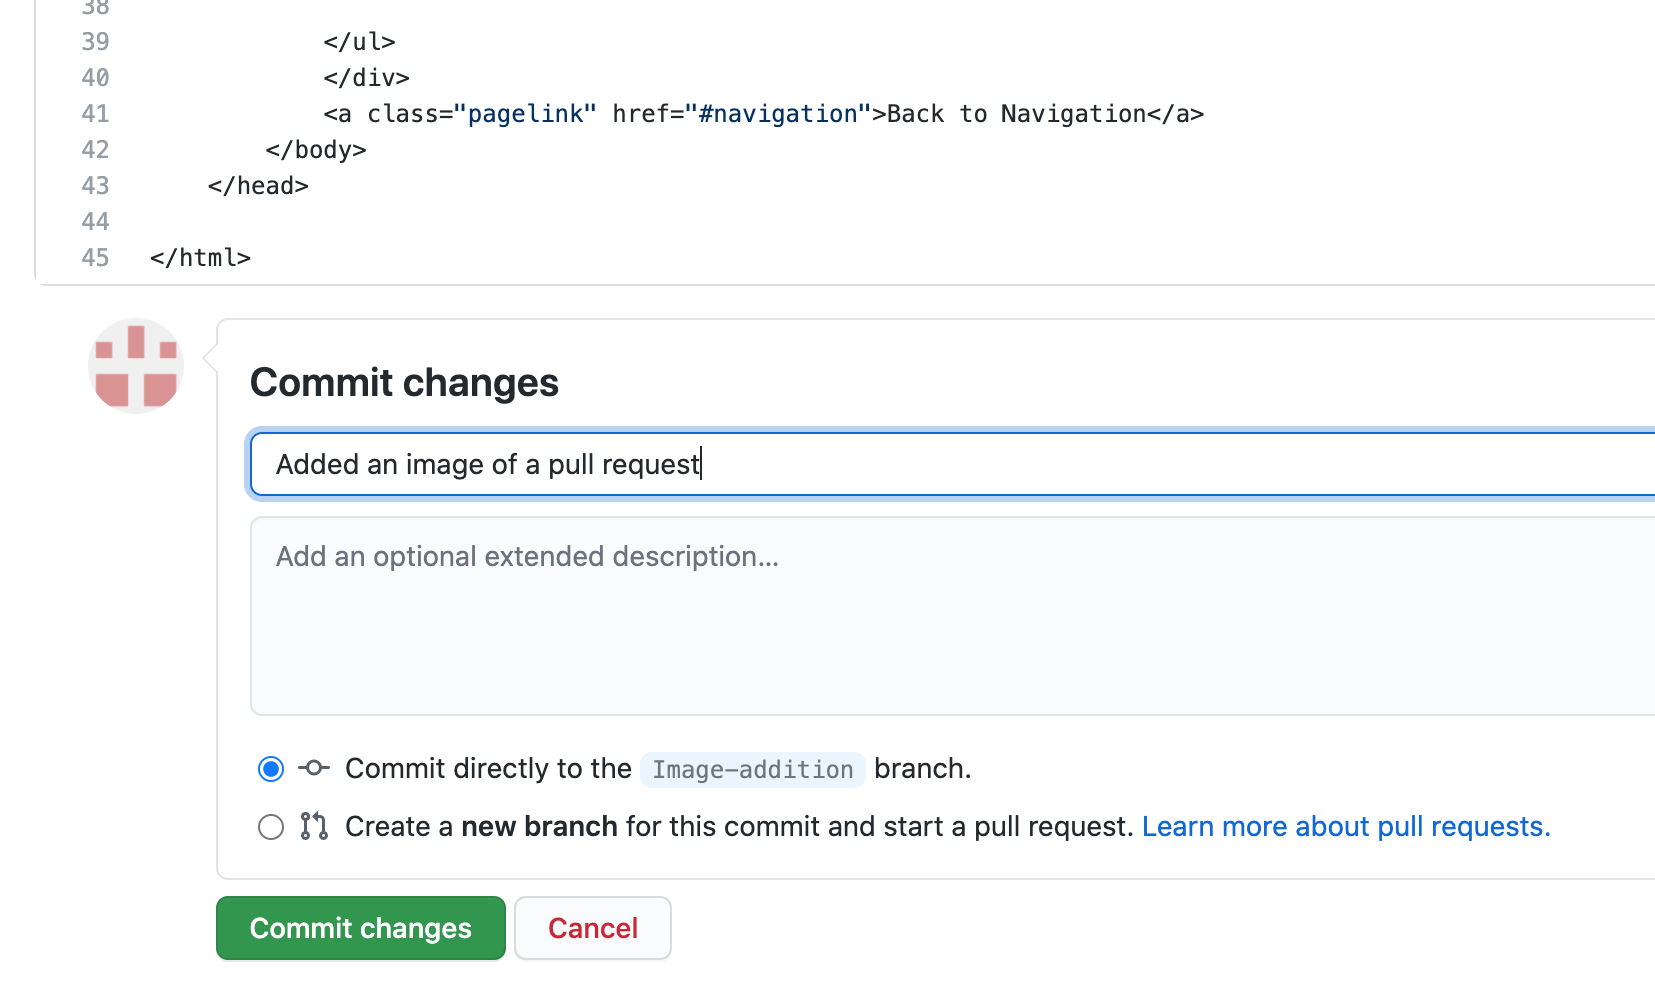 38
39 </ul>
40 </div>
41 <a class="pagelink" href="#navigation">Back to Navigation</a>
42 </body>
43 </head>
44
45 </html>
Commit changes
Added an image of a pull request
Add an optional extended description...
Commit directly to the Image-addition branch.
Create a new branch for this commit and start a pull request. Learn more about pull requests.
Commit changes Cancel